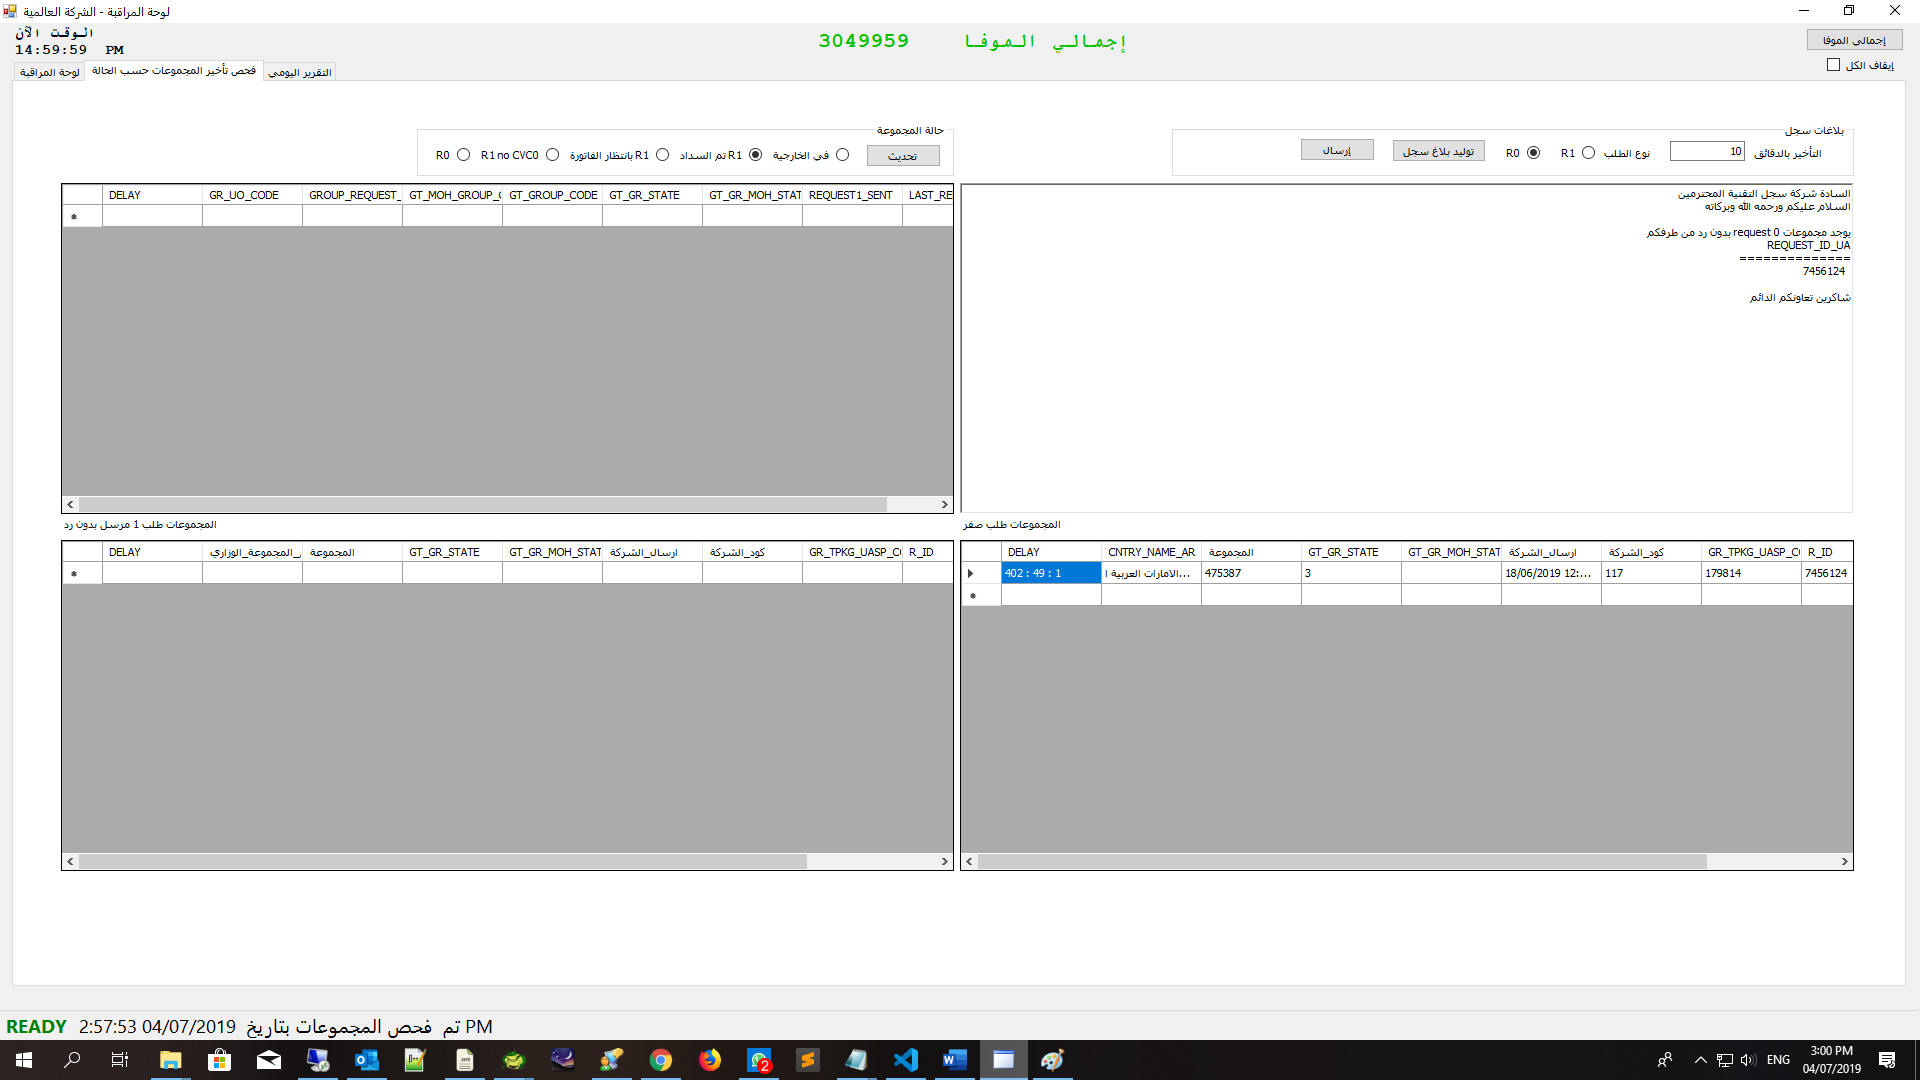 لوحة المراقبة - الشركة العالمية
الـوقـت الآن
14:59:59 PM
إجمـالـي الـموفـا 3049959
إجمالي الموفا
إيقاف الكل
لوحة المراقبة
فحص تأخير المجموعات حسب الحالة
التقرير اليومي
حالة المجموعة
تحديث
في الخارجية
R1 تم السداد
R1 بانتظار الفاتورة
R1 no CVC0
R0
بلاغات سجل
التأخير بالدقائق
10
نوع الطلب
R1
R0
توليد بلاغ سجل
إرسال
DELAY GR_UO_CODE GROUP_REQUEST_ GT_MOH_GROUP_ GT_GROUP_CODE GT_GR_STATE GT_GR_MOH_STAT REQUEST1_SENT LAST_RE
السادة شركة سجل التقنية المحترمين
السلام عليكم ورحمه الله وبركاته
يوجد مجموعات request 0 بدون رد من طرفكم
REQUEST_ID_UA
==============
7456124
شاكرين تعاونكم الدائم
المجموعات طلب 1 مرسل بدون رد
المجموعات طلب صفر
DELAY المجموعة_الوزاري_ المجموعة GT_GR_STATE GT_GR_MOH_STAT ارسال_الشركة كود_الشركة GR_TPKG_UASP_C R_ID
DELAY CNTRY_NAME_AR المجموعة GT_GR_STATE GT_GR_MOH_STAT ارسال_الشركة كود_الشركة GR_TPKG_UASP_C R_ID
402 : 49 : 1 الامارات العربية ا... 475387 3 18/06/2019 12:... 117 179814 7456124
READY 2:57:53 04/07/2019 تم فحص المجموعات بتاريخ PM
2
ENG
3:00 PM
04/07/2019